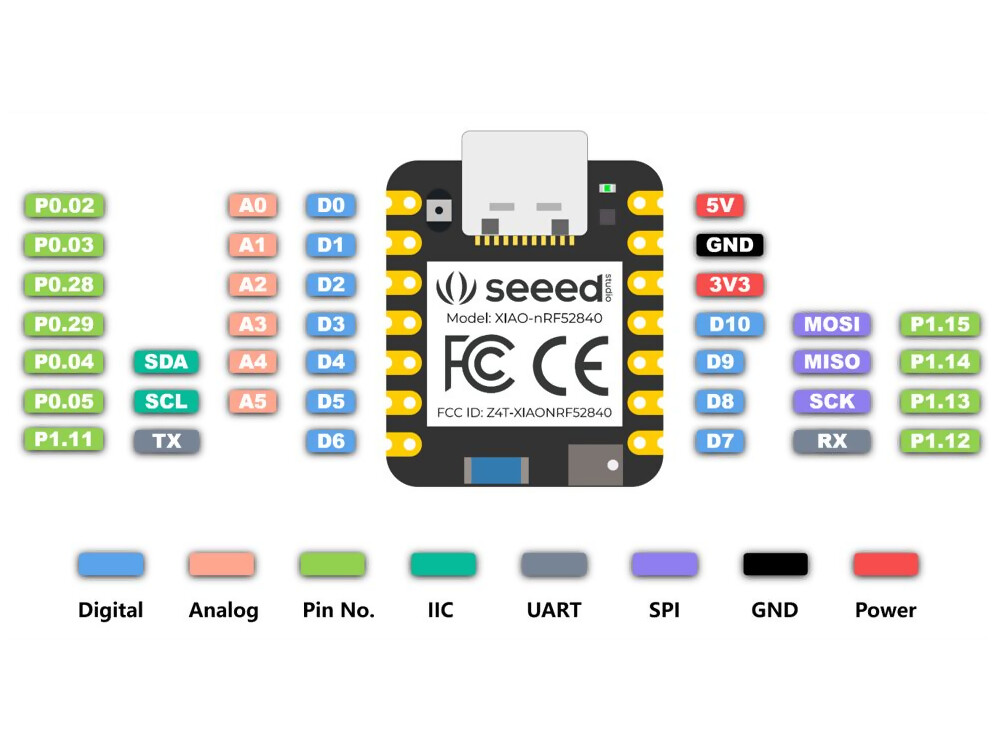 P0.02 A0 D0 5V
P0.03 A1 D1 GND
P0.28 A2 D2 3V3
P0.29 A3 D3 D10 MOSI P1.15
P0.04 SDA A4 D4 D9 MISO P1.14
P0.05 SCL A5 D5 D8 SCK P1.13
P1.11 TX D6 D7 RX P1.12
seeed studio
Model: XIAO-nRF52840
FC CE
FCC ID: Z4T-XIAONRF52840
Digital Analog Pin No. IIC UART SPI GND Power